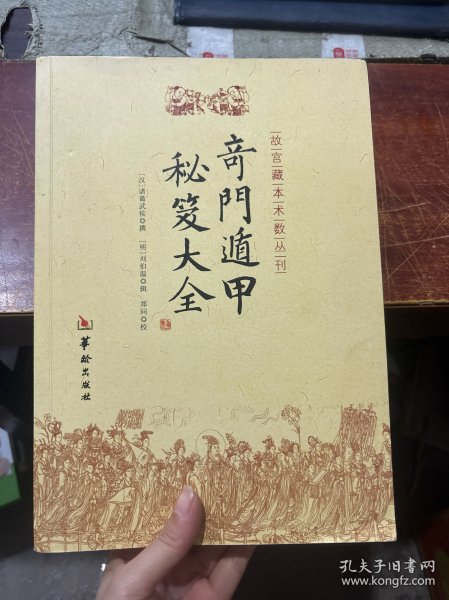 故宫藏本术数丛刊
奇門遁甲
秘笈大全
[汉]诸葛武侯◎撰 [明]刘伯温◎辑 郑同◎校
華龄出版社
孔夫子旧书网
www.kongfz.com